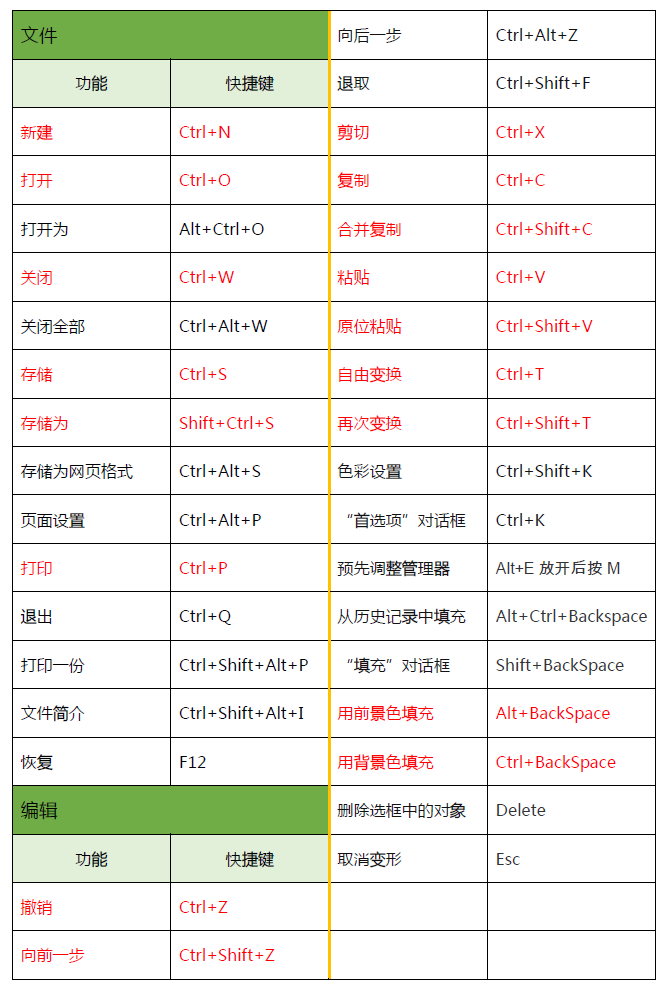 文件
功能 快捷键
新建 Ctrl+N
打开 Ctrl+O
打开为 Alt+Ctrl+O
关闭 Ctrl+W
关闭全部 Ctrl+Alt+W
存储 Ctrl+S
存储为 Shift+Ctrl+S
存储为网页格式 Ctrl+Alt+S
页面设置 Ctrl+Alt+P
打印 Ctrl+P
退出 Ctrl+Q
打印一份 Ctrl+Shift+Alt+P
文件简介 Ctrl+Shift+Alt+I
恢复 F12
编辑
功能 快捷键
撤销 Ctrl+Z
向前一步 Ctrl+Shift+Z
向后一步 Ctrl+Alt+Z
退取 Ctrl+Shift+F
剪切 Ctrl+X
复制 Ctrl+C
合并复制 Ctrl+Shift+C
粘贴 Ctrl+V
原位粘贴 Ctrl+Shift+V
自由变换 Ctrl+T
再次变换 Ctrl+Shift+T
色彩设置 Ctrl+Shift+K
“首选项”对话框 Ctrl+K
预先调整管理器 Alt+E 放开后按 M
从历史记录中填充 Alt+Ctrl+Backspace
“填充”对话框 Shift+BackSpace
用前景色填充 Alt+BackSpace
用背景色填充 Ctrl+BackSpace
删除选框中的对象 Delete
取消变形 Esc